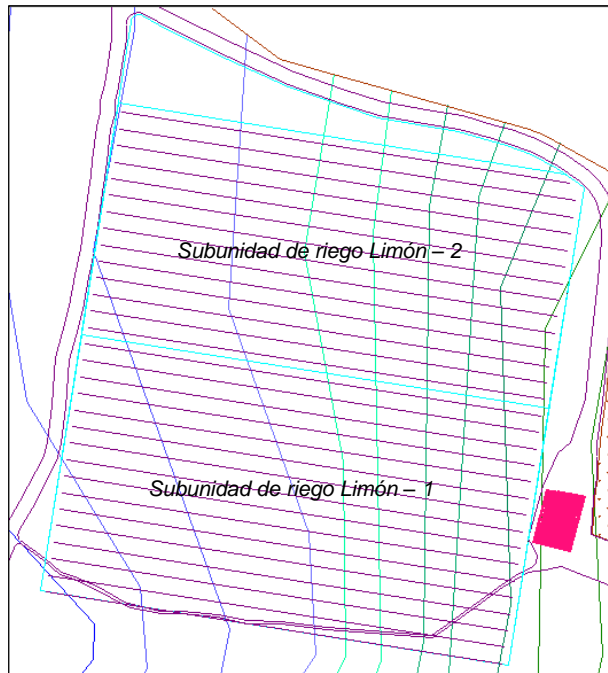 Subunidad de riego Limón – 2
Subunidad de riego Limón – 1